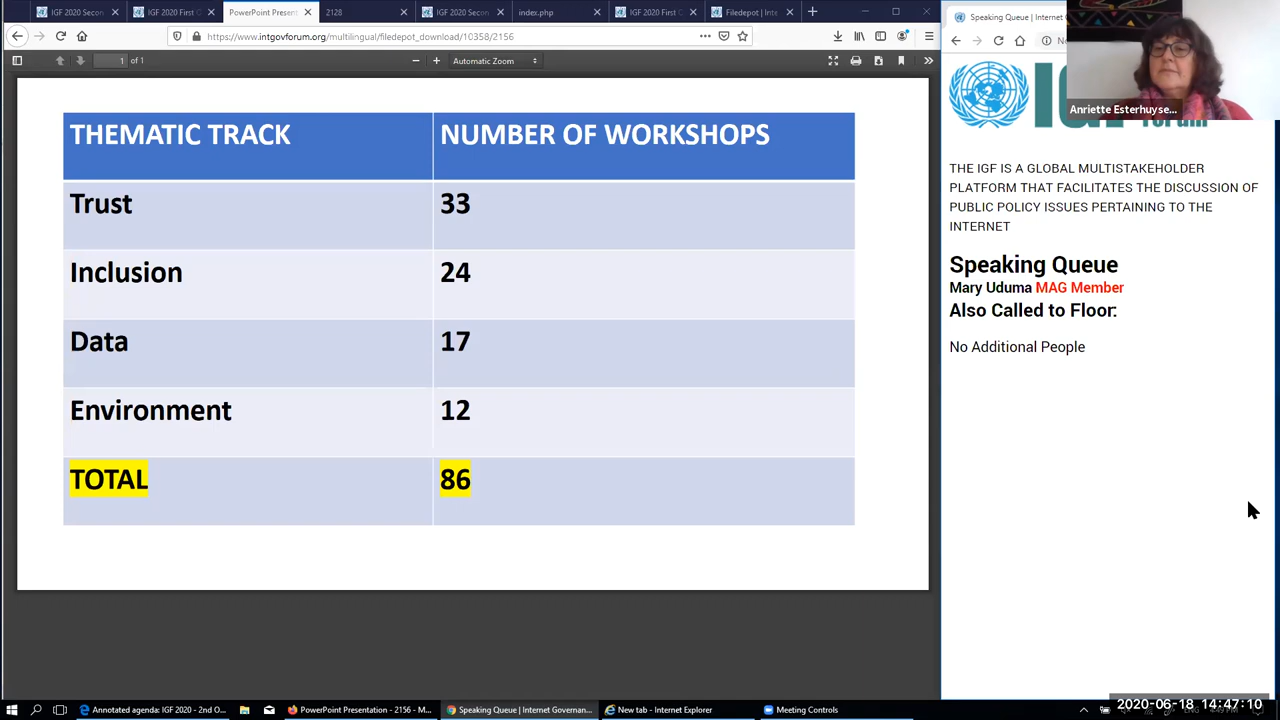 IGF 2020 Secon
IGF 2020 First C
PowerPoint Present
2128
IGF 2020 Secon
index.php
IGF 2020 First C
Filedepot | Inte
https://www.intgovforum.org/multilingual/filedepot_download/10358/2156
1 of 1
Automatic Zoom
THEMATIC TRACK NUMBER OF WORKSHOPS
Trust 33
Inclusion 24
Data 17
Environment 12
TOTAL 86
Speaking Queue | Internet G
Anriette Esterhuyse...
THE IGF IS A GLOBAL MULTISTAKEHOLDER
PLATFORM THAT FACILITATES THE DISCUSSION OF
PUBLIC POLICY ISSUES PERTAINING TO THE
INTERNET
Speaking Queue
Mary Uduma MAG Member
Also Called to Floor:
No Additional People
Annotated agenda: IGF 2020 - 2nd O...
PowerPoint Presentation - 2156 - M...
Speaking Queue | Internet Governan...
New tab - Internet Explorer
Meeting Controls
2020-06-18 14:47:10